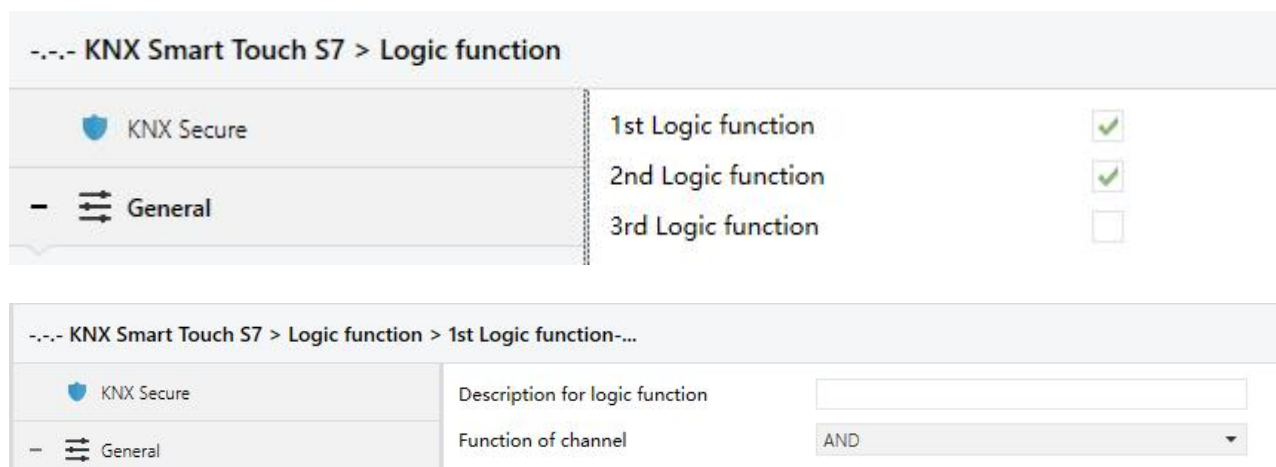 -.-.- KNX Smart Touch S7 > Logic function
KNX Secure
General
1st Logic function
2nd Logic function
3rd Logic function
-.-.- KNX Smart Touch S7 > Logic function > 1st Logic function-...
KNX Secure
General
Description for logic function
Function of channel AND